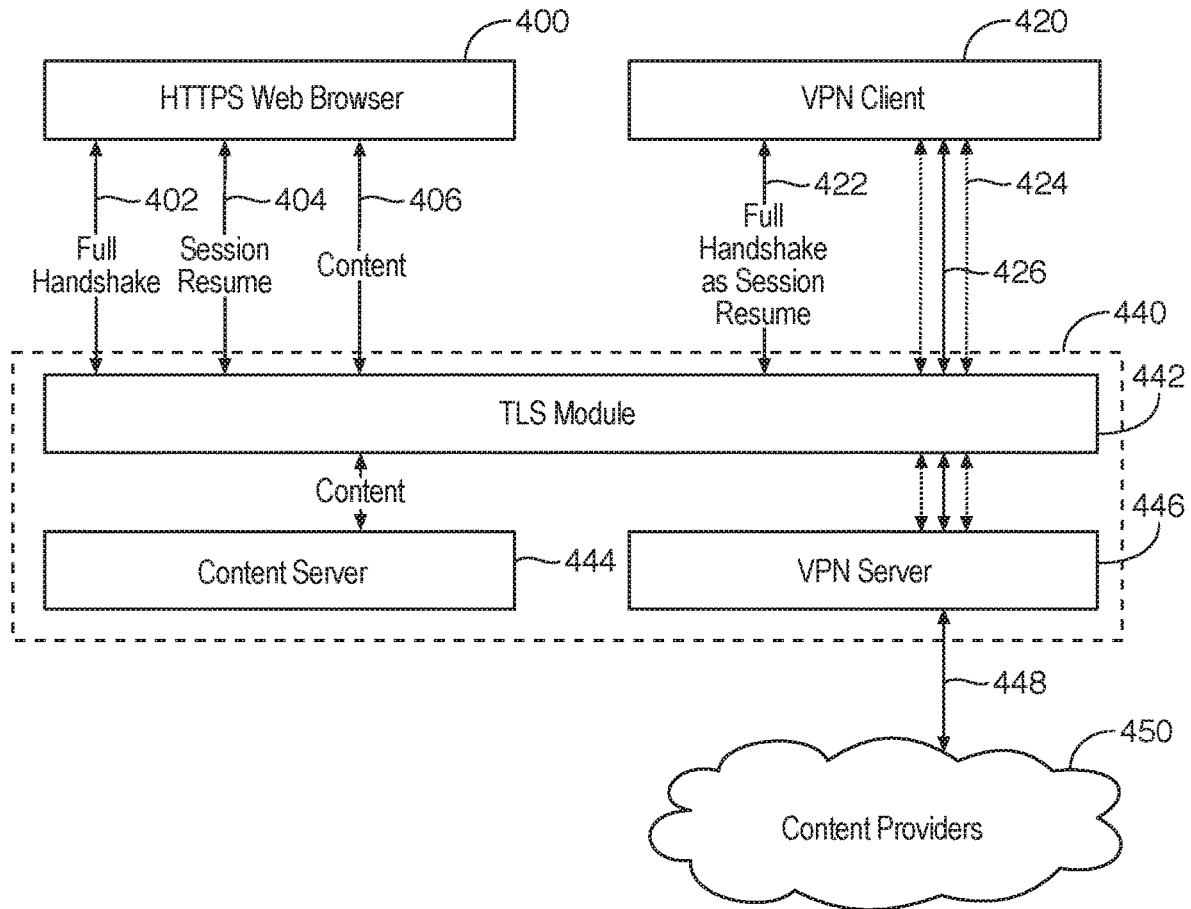 400
420
HTTPS Web Browser
VPN Client
402
404
406
422
424
Full
Handshake
Session
Resume
Content
Full
Handshake
as Session
Resume
426
440
TLS Module
442
Content
446
Content Server
444
VPN Server
448
450
Content Providers